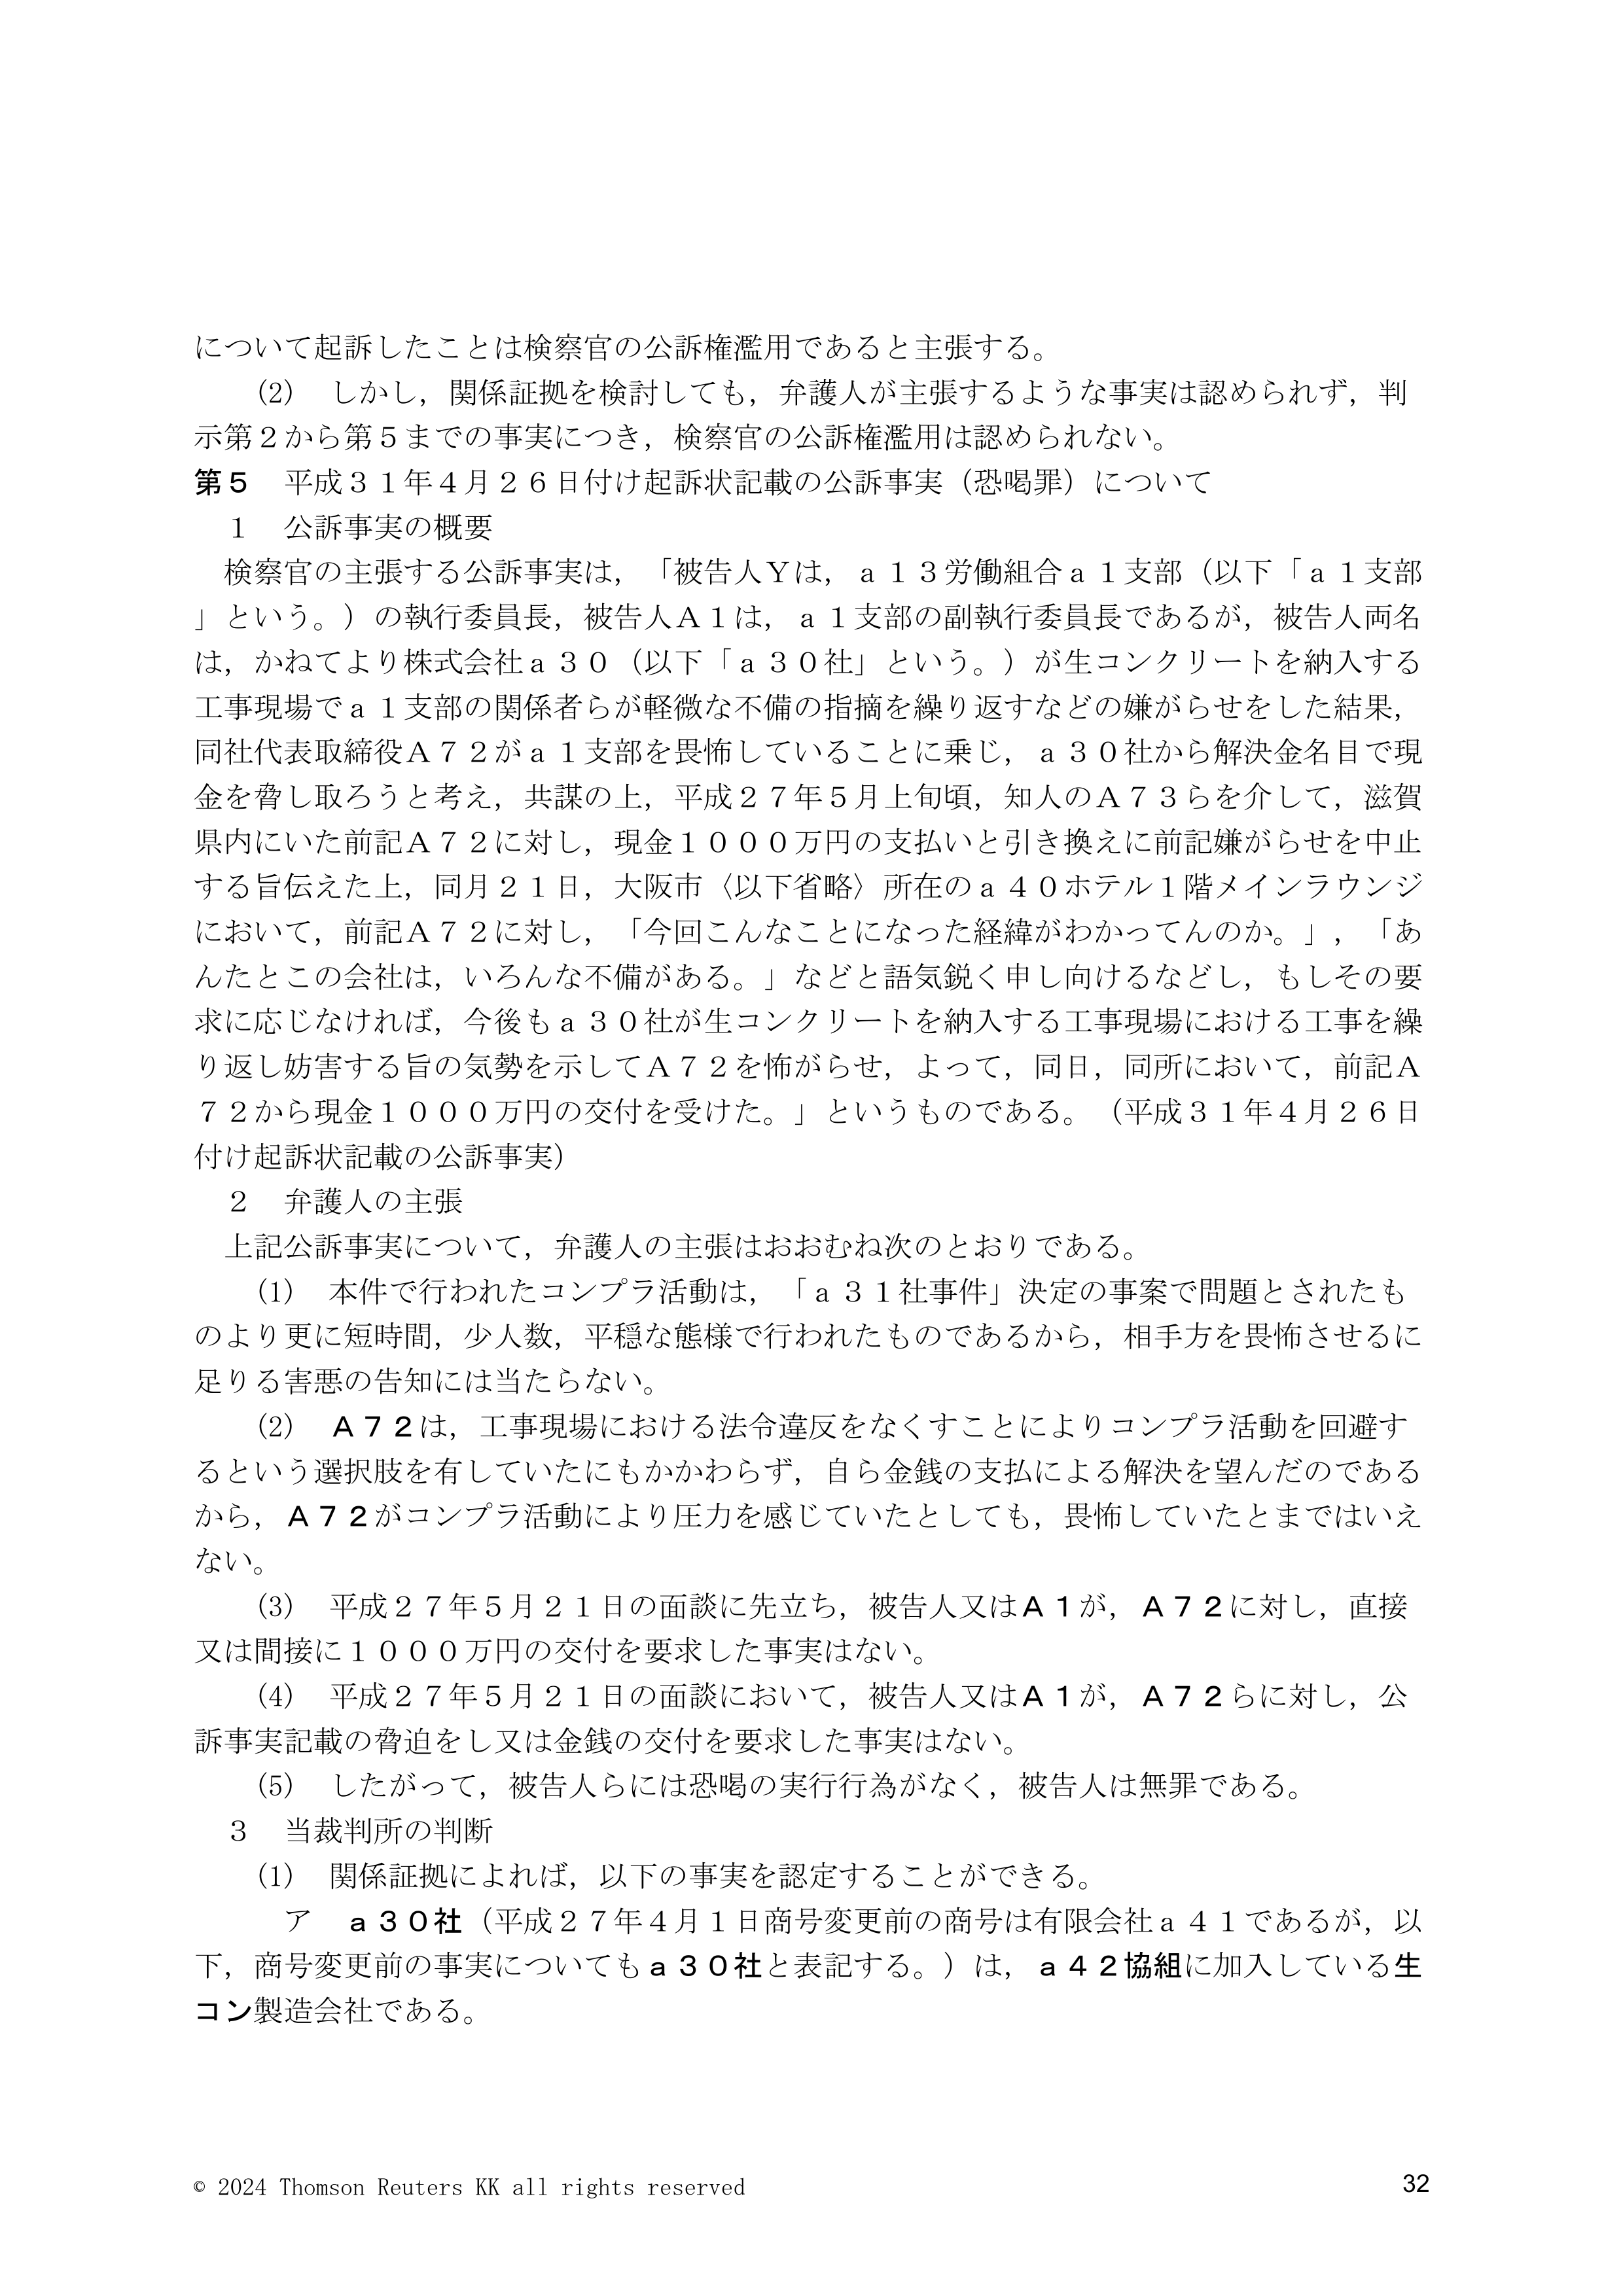 について起訴したことは検察官の公訴権濫用であると主張する。
(2)　しかし，関係証拠を検討しても，弁護人が主張するような事実は認められず，判
示第２から第５までの事実につき，検察官の公訴権濫用は認められない。
第５　平成３１年４月２６日付け起訴状記載の公訴事実（恐喝罪）について
１　公訴事実の概要
検察官の主張する公訴事実は，「被告人Ｙは，ａ１３労働組合ａ１支部（以下「ａ１支部
」という。）の執行委員長，被告人Ａ１は，ａ１支部の副執行委員長であるが，被告人両名
は，かねてより株式会社ａ３０（以下「ａ３０社」という。）が生コンクリートを納入する
工事現場でａ１支部の関係者らが軽微な不備の指摘を繰り返すなどの嫌がらせをした結果，
同社代表取締役Ａ７２がａ１支部を畏怖していることに乗じ，ａ３０社から解決金名目で現
金を脅し取ろうと考え，共謀の上，平成２７年５月上旬頃，知人のＡ７３らを介して，滋賀
県内にいた前記Ａ７２に対し，現金１０００万円の支払いと引き換えに前記嫌がらせを中止
する旨伝えた上，同月２１日，大阪市〈以下省略〉所在のａ４０ホテル１階メインラウンジ
において，前記Ａ７２に対し，「今回こんなことになった経緯がわかってんのか。」，「あ
んたとこの会社は，いろんな不備がある。」などと語気鋭く申し向けるなどし，もしその要
求に応じなければ，今後もａ３０社が生コンクリートを納入する工事現場における工事を繰
り返し妨害する旨の気勢を示してＡ７２を怖がらせ，よって，同日，同所において，前記Ａ
７２から現金１０００万円の交付を受けた。」というものである。（平成３１年４月２６日
付け起訴状記載の公訴事実）
２　弁護人の主張
上記公訴事実について，弁護人の主張はおおむね次のとおりである。
(1)　本件で行われたコンプラ活動は，「ａ３１社事件」決定の事案で問題とされたも
のより更に短時間，少人数，平穏な態様で行われたものであるから，相手方を畏怖させるに
足りる害悪の告知には当たらない。
(2)　Ａ７２は，工事現場における法令違反をなくすことによりコンプラ活動を回避す
るという選択肢を有していたにもかかわらず，自ら金銭の支払による解決を望んだのである
から，Ａ７２がコンプラ活動により圧力を感じていたとしても，畏怖していたとまではいえ
ない。
(3)　平成２７年５月２１日の面談に先立ち，被告人又はＡ１が，Ａ７２に対し，直接
又は間接に１０００万円の交付を要求した事実はない。
(4)　平成２７年５月２１日の面談において，被告人又はＡ１が，Ａ７２らに対し，公
訴事実記載の脅迫をし又は金銭の交付を要求した事実はない。
(5)　したがって，被告人らには恐喝の実行行為がなく，被告人は無罪である。
３　当裁判所の判断
(1)　関係証拠によれば，以下の事実を認定することができる。
ア　ａ３０社（平成２７年４月１日商号変更前の商号は有限会社ａ４１であるが，以
下，商号変更前の事実についてもａ３０社と表記する。）は，ａ４２協組に加入している生
コン製造会社である。
© 2024 Thomson Reuters KK all rights reserved
32